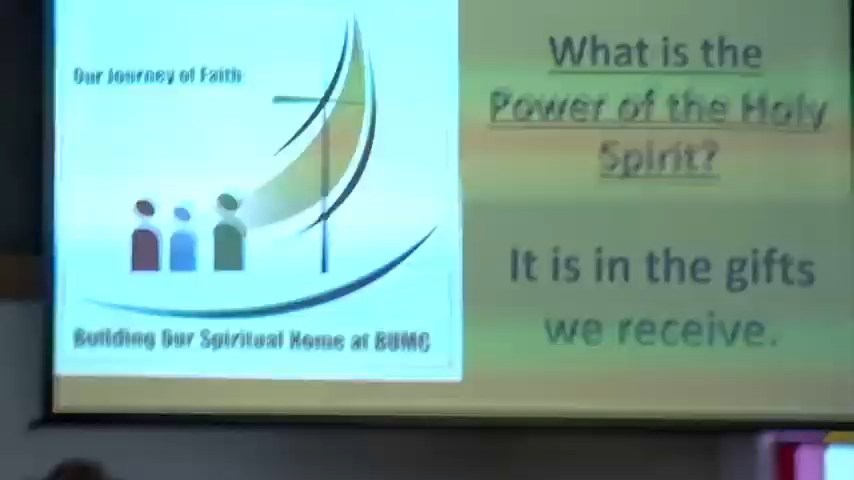 Our Journey of Faith
Building Our Spiritual Home at BUMC
What is the
Power of the Holy
Spirit?
It is in the gifts
we receive.